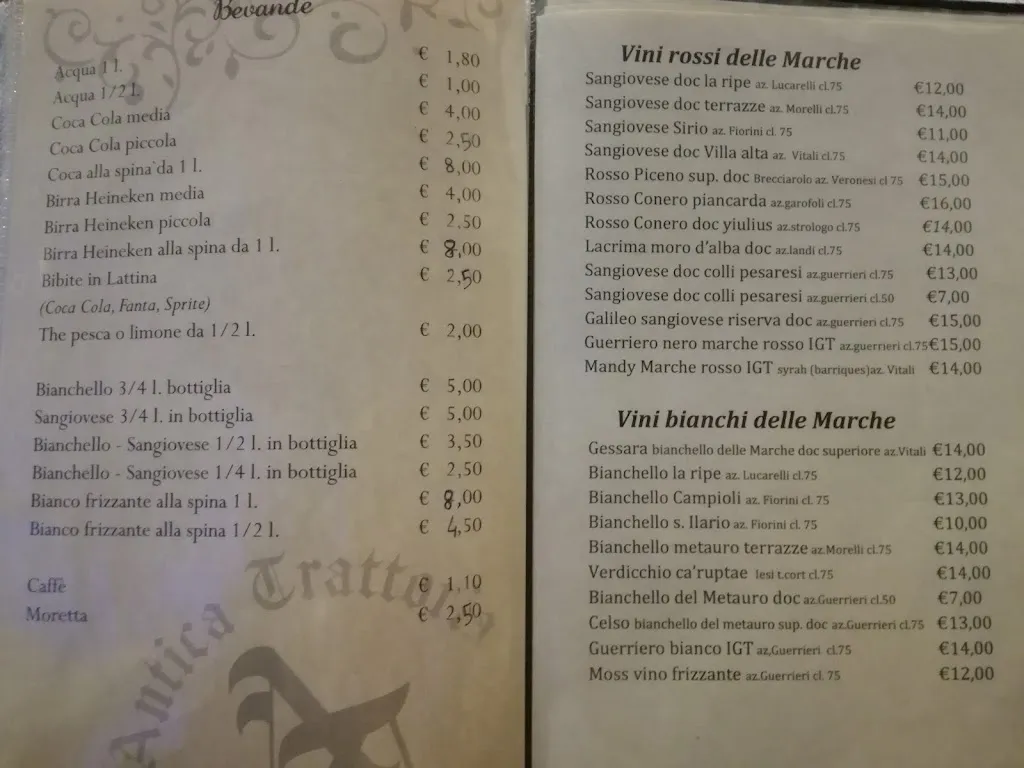 Bevande
Acqua 1 l. € 1,80
Acqua 1/2 l. € 1,00
Coca Cola media € 4,00
Coca Cola piccola € 2,50
Coca alla spina da 1 l. € 8,00
Birra Heineken media € 4,00
Birra Heineken piccola € 2,50
Birra Heineken alla spina da 1 l. € 8,00
Bibite in Lattina € 2,50
(Coca Cola, Fanta, Sprite)
The pesca o limone da 1/2 l. € 2,00
Bianchello 3/4 l. bottiglia € 5,00
Sangiovese 3/4 l. in bottiglia € 5,00
Bianchello - Sangiovese 1/2 l. in bottiglia € 3,50
Bianchello - Sangiovese 1/4 l. in bottiglia € 2,50
Bianco frizzante alla spina 1 l. € 8,00
Bianco frizzante alla spina 1/2 l. € 4,50
Caffè € 1,10
Moretta € 2,50
Antica Trattoria
Vini rossi delle Marche
Sangiovese doc la ripe az. Lucarelli cl.75 €12,00
Sangiovese doc terrazze az. Morelli cl.75 €14,00
Sangiovese Sirio az. Fiorini cl. 75 €11,00
Sangiovese doc Villa alta az. Vitali cl.75 €14,00
Rosso Piceno sup. doc Brecciarolo az. Veronesi cl 75 €15,00
Rosso Conero piancarda az.garofoli cl.75 €16,00
Rosso Conero doc yiulius az.strologo cl.75 €14,00
Lacrima moro d'alba doc az.landi cl.75 €14,00
Sangiovese doc colli pesaresi az.guerrieri cl.75 €13,00
Sangiovese doc colli pesaresi az.guerrieri cl.50 €7,00
Galileo sangiovese riserva doc az.guerrieri cl.75 €15,00
Guerriero nero marche rosso IGT az.guerrieri cl.75 €15,00
Mandy Marche rosso IGT syrah (barriques)az. Vitali €14,00
Vini bianchi delle Marche
Gessara bianchello delle Marche doc superiore az.Vitali €14,00
Bianchello la ripe az. Lucarelli cl.75 €12,00
Bianchello Campioli az. Fiorini cl. 75 €13,00
Bianchello s. Ilario az. Fiorini cl. 75 €10,00
Bianchello metauro terrazze az.Morelli cl.75 €14,00
Verdicchio ca'ruptae Iesi t.cort cl.75 €14,00
Bianchello del Metauro doc az.Guerrieri cl.50 €7,00
Celso bianchello del metauro sup. doc az.Guerrieri cl.75 €13,00
Guerriero bianco IGT az,Guerrieri cl.75 €14,00
Moss vino frizzante az.Guerrieri cl. 75 €12,00